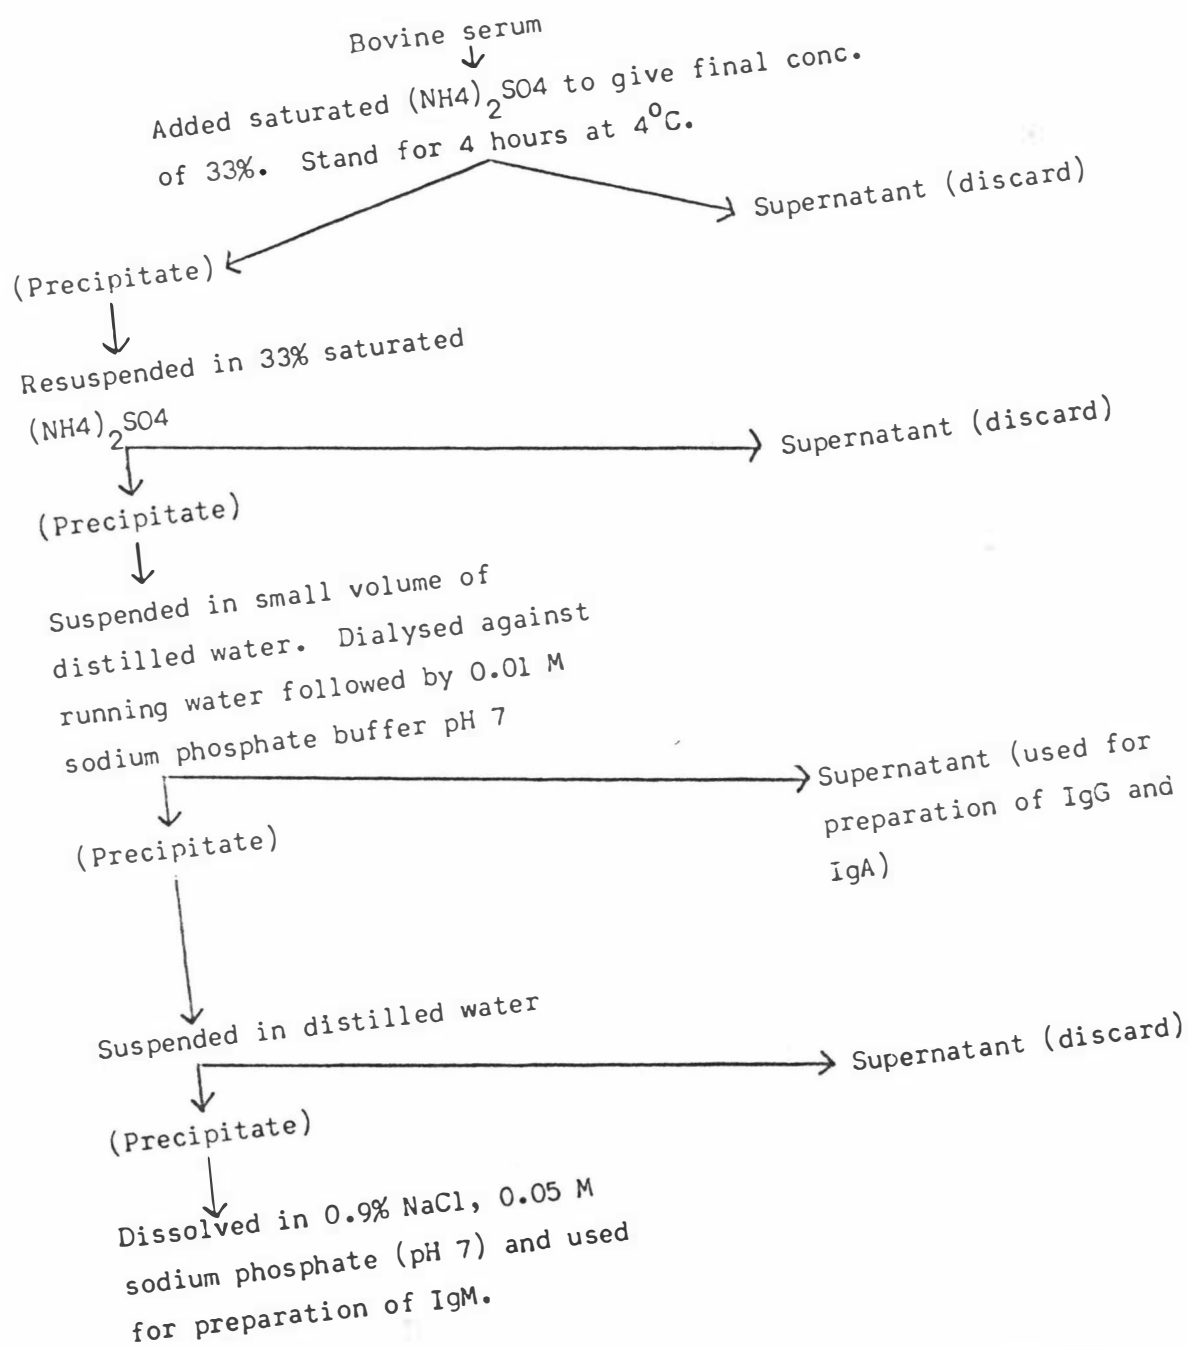 Bovine serum
Added saturated (NH4)2SO4 to give final conc.
of 33%. Stand for 4 hours at 4°C.
Supernatant (discard)
(Precipitate)
Resuspended in 33% saturated
(NH4)2SO4
Supernatant (discard)
(Precipitate)
Suspended in small volume of
distilled water. Dialysed against
running water followed by 0.01 M
sodium phosphate buffer pH 7
Supernatant (used for
preparation of IgG and
IgA)
(Precipitate)
Suspended in distilled water
Supernatant (discard)
(Precipitate)
Dissolved in 0.9% NaCl, 0.05 M
sodium phosphate (pH 7) and used
for preparation of IgM.